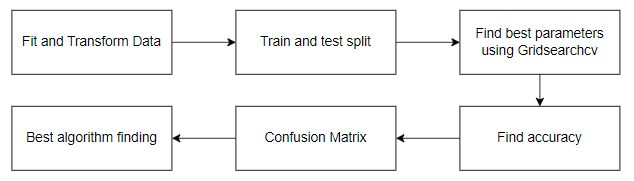 Fit and Transform Data
Train and test split
Find best parameters
using Gridsearchcv
Find accuracy
Confusion Matrix
Best algorithm finding